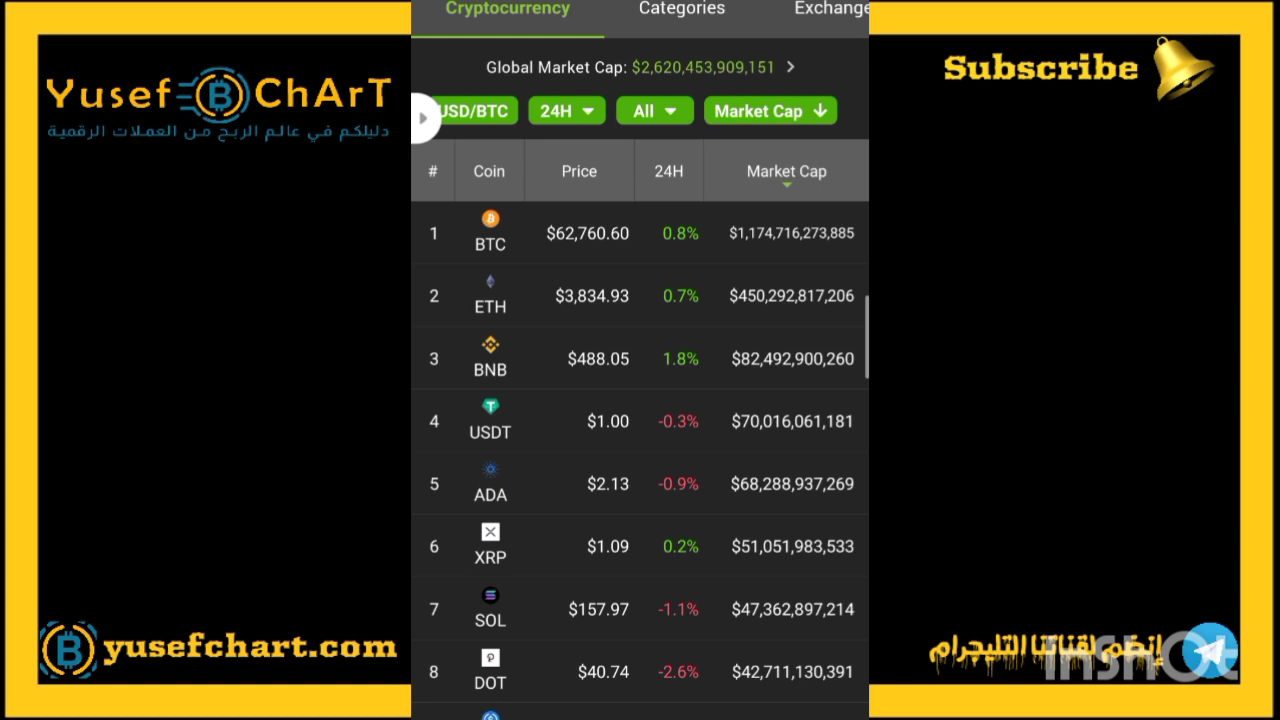 Cryptocurrency Categories Exchange
Global Market Cap: $2,620,453,909,151
USD/BTC 24H All Market Cap
# Coin Price 24H Market Cap
1 BTC $62,760.60 0.8% $1,174,716,273,885
2 ETH $3,834.93 0.7% $450,292,817,206
3 BNB $488.05 1.8% $82,492,900,260
4 USDT $1.00 -0.3% $70,016,061,181
5 ADA $2.13 -0.9% $68,288,937,269
6 XRP $1.09 0.2% $51,051,983,533
7 SOL $157.97 -1.1% $47,362,897,214
8 DOT $40.74 -2.6% $42,711,130,391
Yusef ChArT
دليلكم في عالم الربح من العملات الرقمية
Subscribe
yusefchart.com
إنظم لقناتنا التليجرام
InShOt